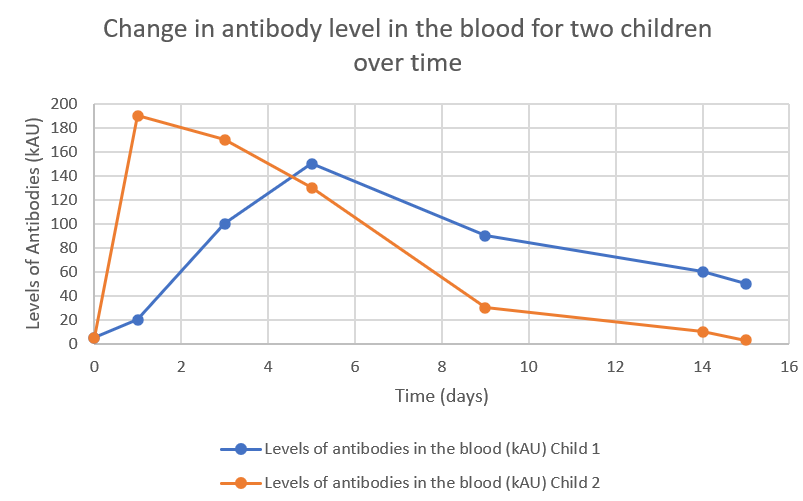 Change in antibody level in the blood for two children
over time
Levels of Antibodies (kAU)
200
180
160
140
120
100
80
60
40
20
0
0 2 4 6 8 10 12 14 16
Time (days)
Levels of antibodies in the blood (kAU) Child 1
Levels of antibodies in the blood (kAU) Child 2